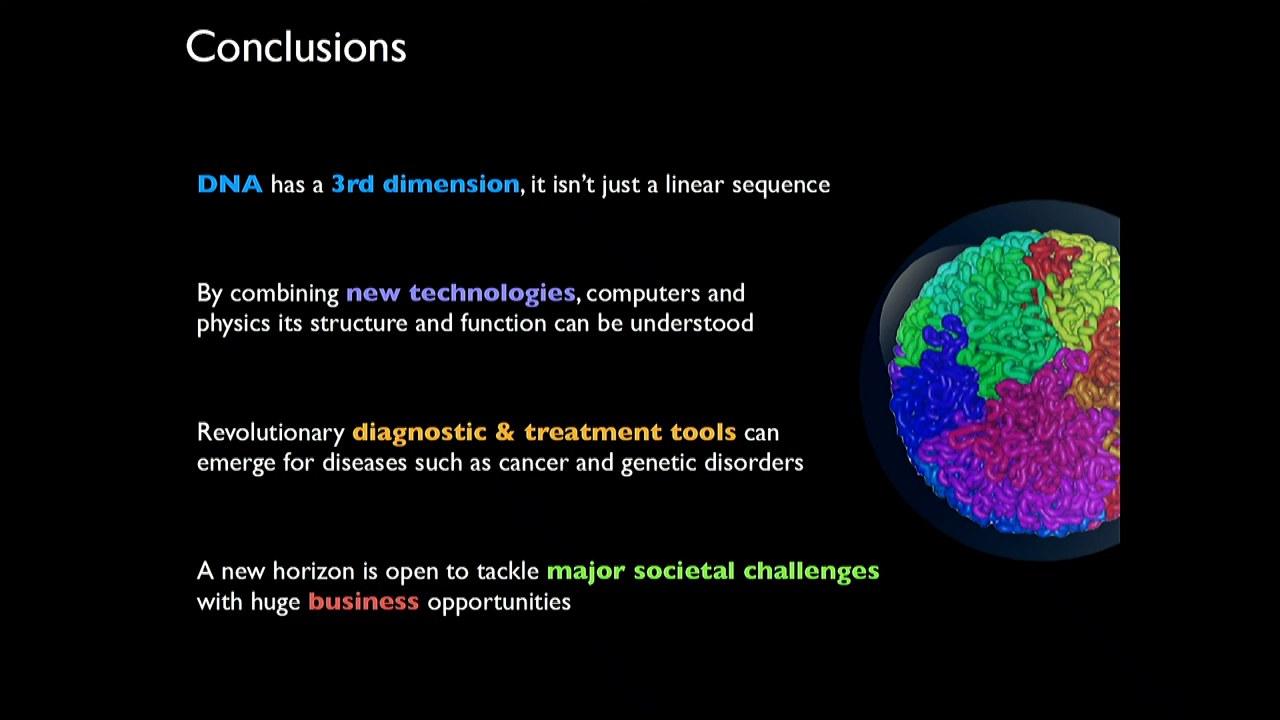 Conclusions
DNA has a 3rd dimension, it isn't just a linear sequence
By combining new technologies, computers and
physics its structure and function can be understood
Revolutionary diagnostic & treatment tools can
emerge for diseases such as cancer and genetic disorders
A new horizon is open to tackle major societal challenges
with huge business opportunities